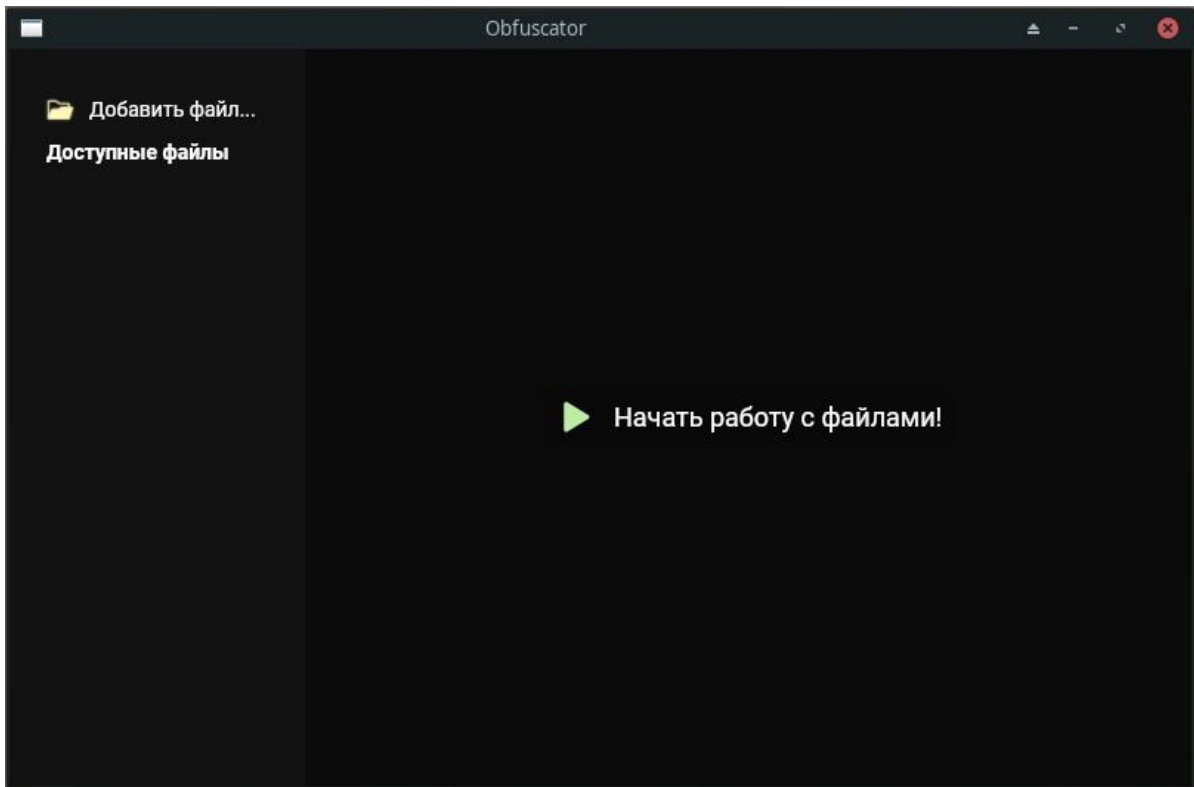 Obfuscator
Добавить файл...
Доступные файлы
Начать работу с файлами!